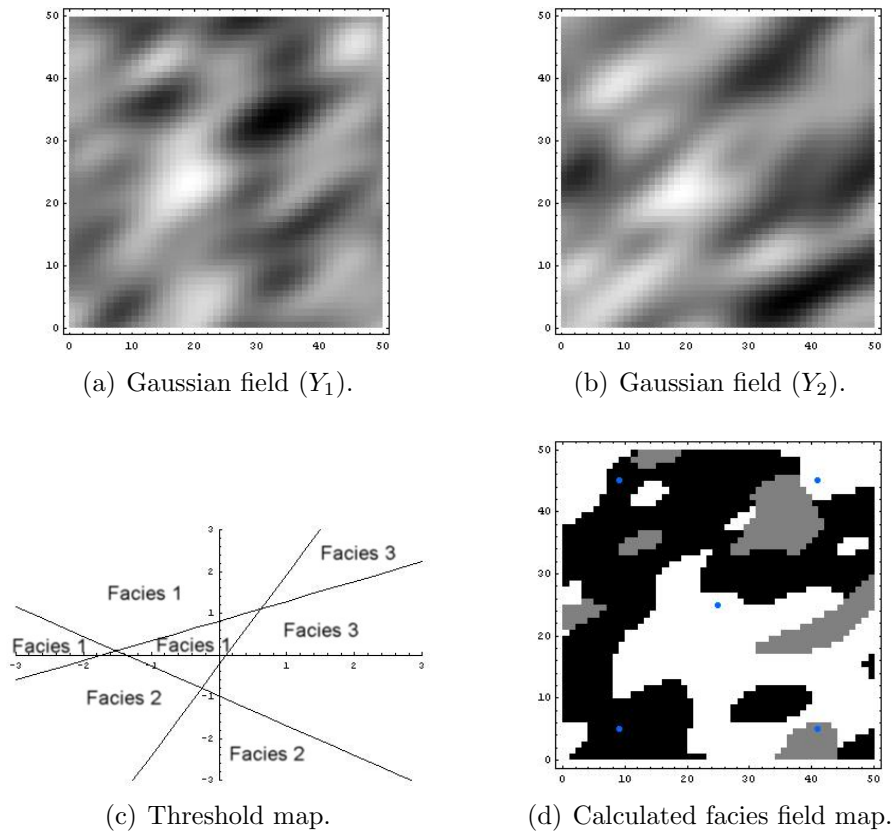 50
40
30
20
10
0
0 10 20 30 40 50
(a) Gaussian field (Y1).
50
40
30
20
10
0
0 10 20 30 40 50
(b) Gaussian field (Y2).
3
Facies 3
2
Facies 1
1
Facies 3
Facies 1
Facies 1
-3 -2 -1 1 2 3
Facies 2
-1
Facies 2
-2
-3
(c) Threshold map.
50
40
30
20
10
0
0 10 20 30 40 50
(d) Calculated facies field map.